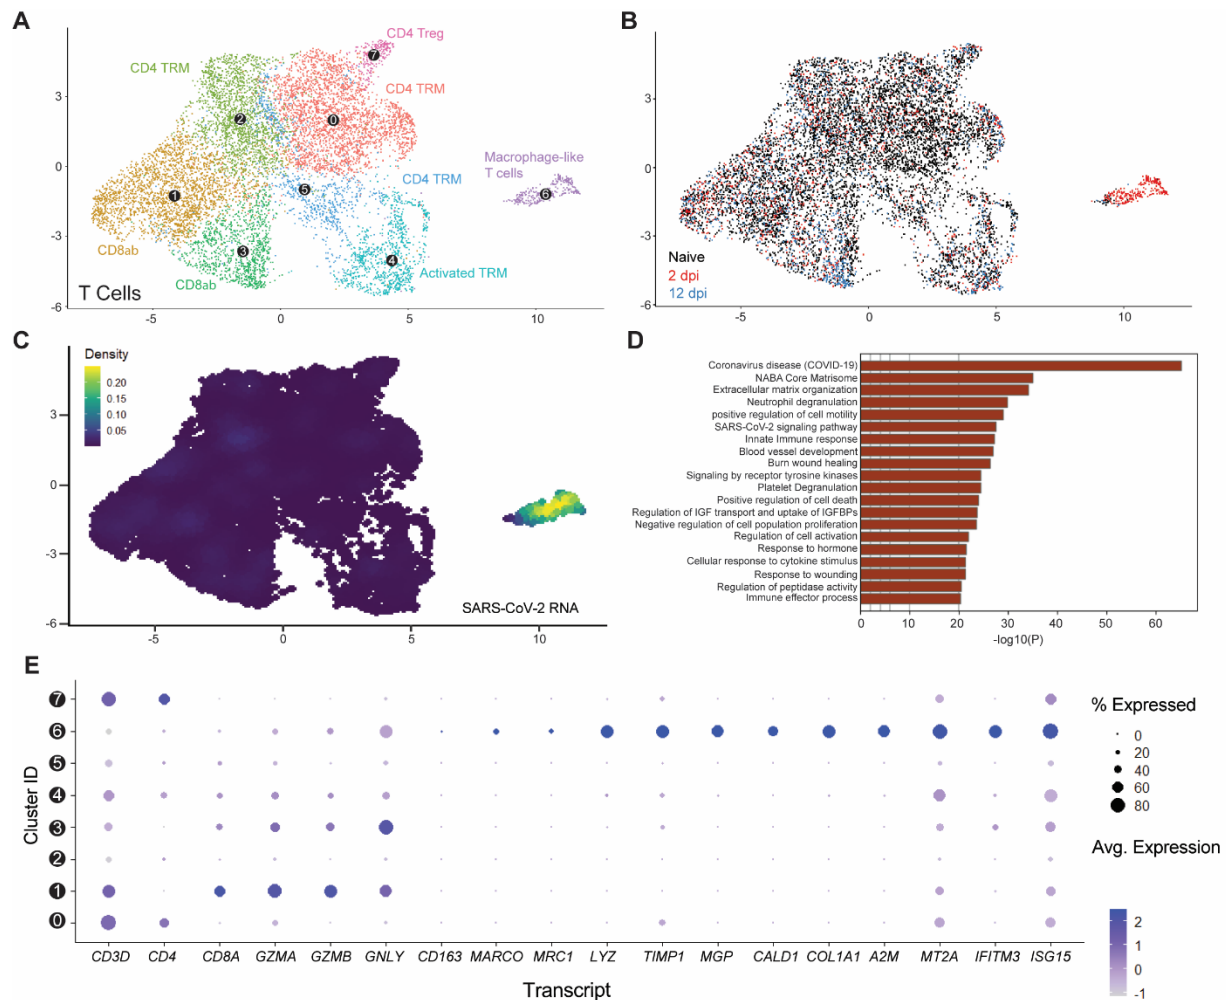 A
CD4 Treg
7
CD4 TRM
CD4 TRM
2
0
3
0
-3
-6
Macrophage-like
T cells
6
CD4 TRM
5
1
3
4
CD8ab
CD8ab
Activated TRM
T Cells
-5
0
5
10
B
3
0
-3
-6
Naive
2 dpi
12 dpi
-5
0
5
10
C
Density
0.20
0.15
0.10
0.05
3
0
-3
-6
SARS-CoV-2 RNA
-5
0
5
10
D
Coronavirus disease (COVID-19)
NABA Core Matrisome
Extracellular matrix organization
Neutrophil degranulation
positive regulation of cell motility
SARS-CoV-2 signaling pathway
Innate Immune response
Blood vessel development
Burn wound healing
Signaling by receptor tyrosine kinases
Platelet Degranulation
Positive regulation of cell death
Regulation of IGF transport and uptake of IGFBPs
Negative regulation of cell population proliferation
Regulation of cell activation
Response to hormone
Cellular response to cytokine stimulus
Response to wounding
Regulation of peptidase activity
Immune effector process
0 10 20 30 40 50 60
-log10(P)
E
Cluster ID
7
6
5
4
3
2
1
0
CD3D CD4 CD8A GZMA GZMB GNLY CD163 MARCO MRC1 LYZ TIMP1 MGP CALD1 COL1A1 A2M MT2A IFITM3 ISG15
Transcript
% Expressed
0
20
40
60
80
Avg. Expression
2
1
0
-1